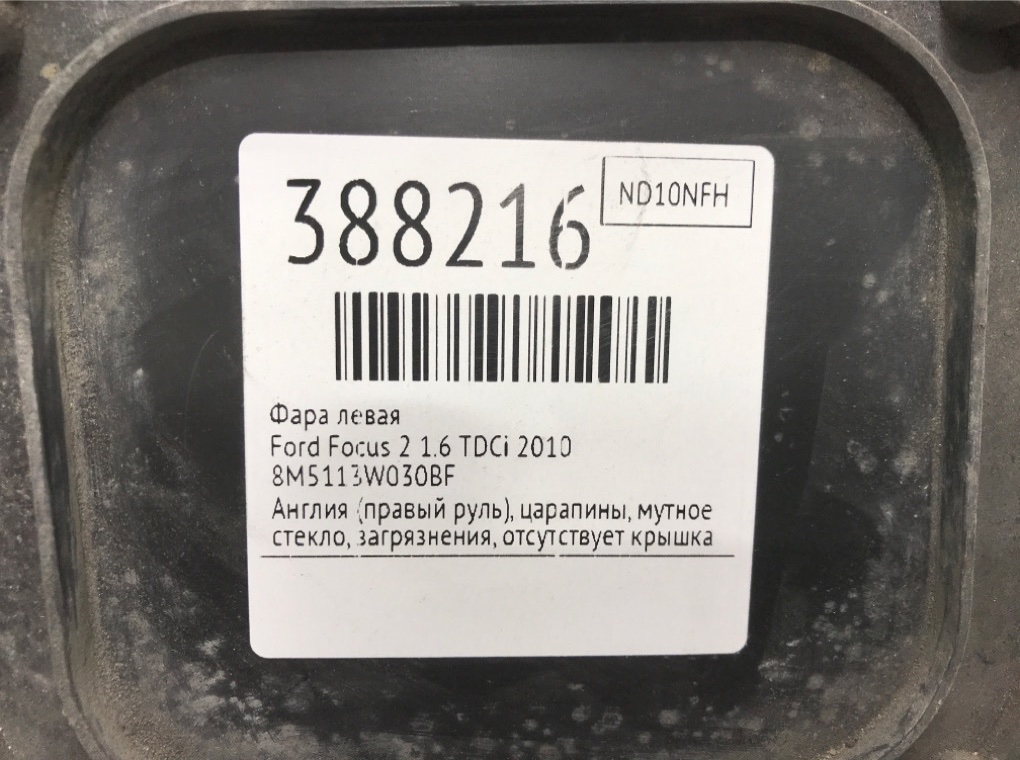 388216
ND10NFH
Фара левая
Ford Focus 2 1.6 TDCi 2010
8M5113W030BF
Англия (правый руль), царапины, мутное
стекло, загрязнения, отсутствует крышка